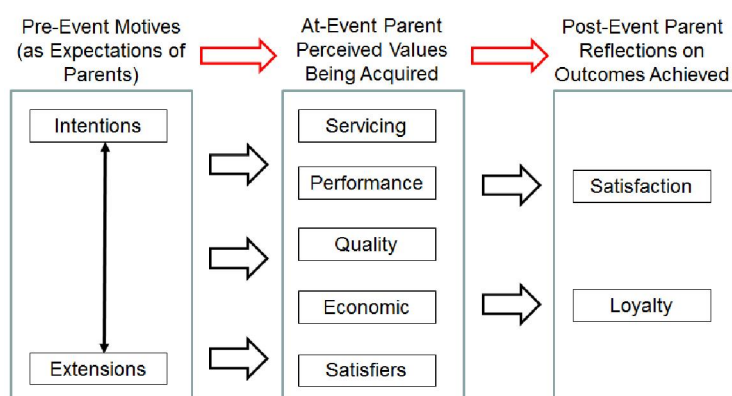 Pre-Event Motives
(as Expectations of
Parents)
At-Event Parent
Perceived Values
Being Acquired
Post-Event Parent
Reflections on
Outcomes Achieved
Intentions
Extensions
Servicing
Performance
Quality
Economic
Satisfiers
Satisfaction
Loyalty